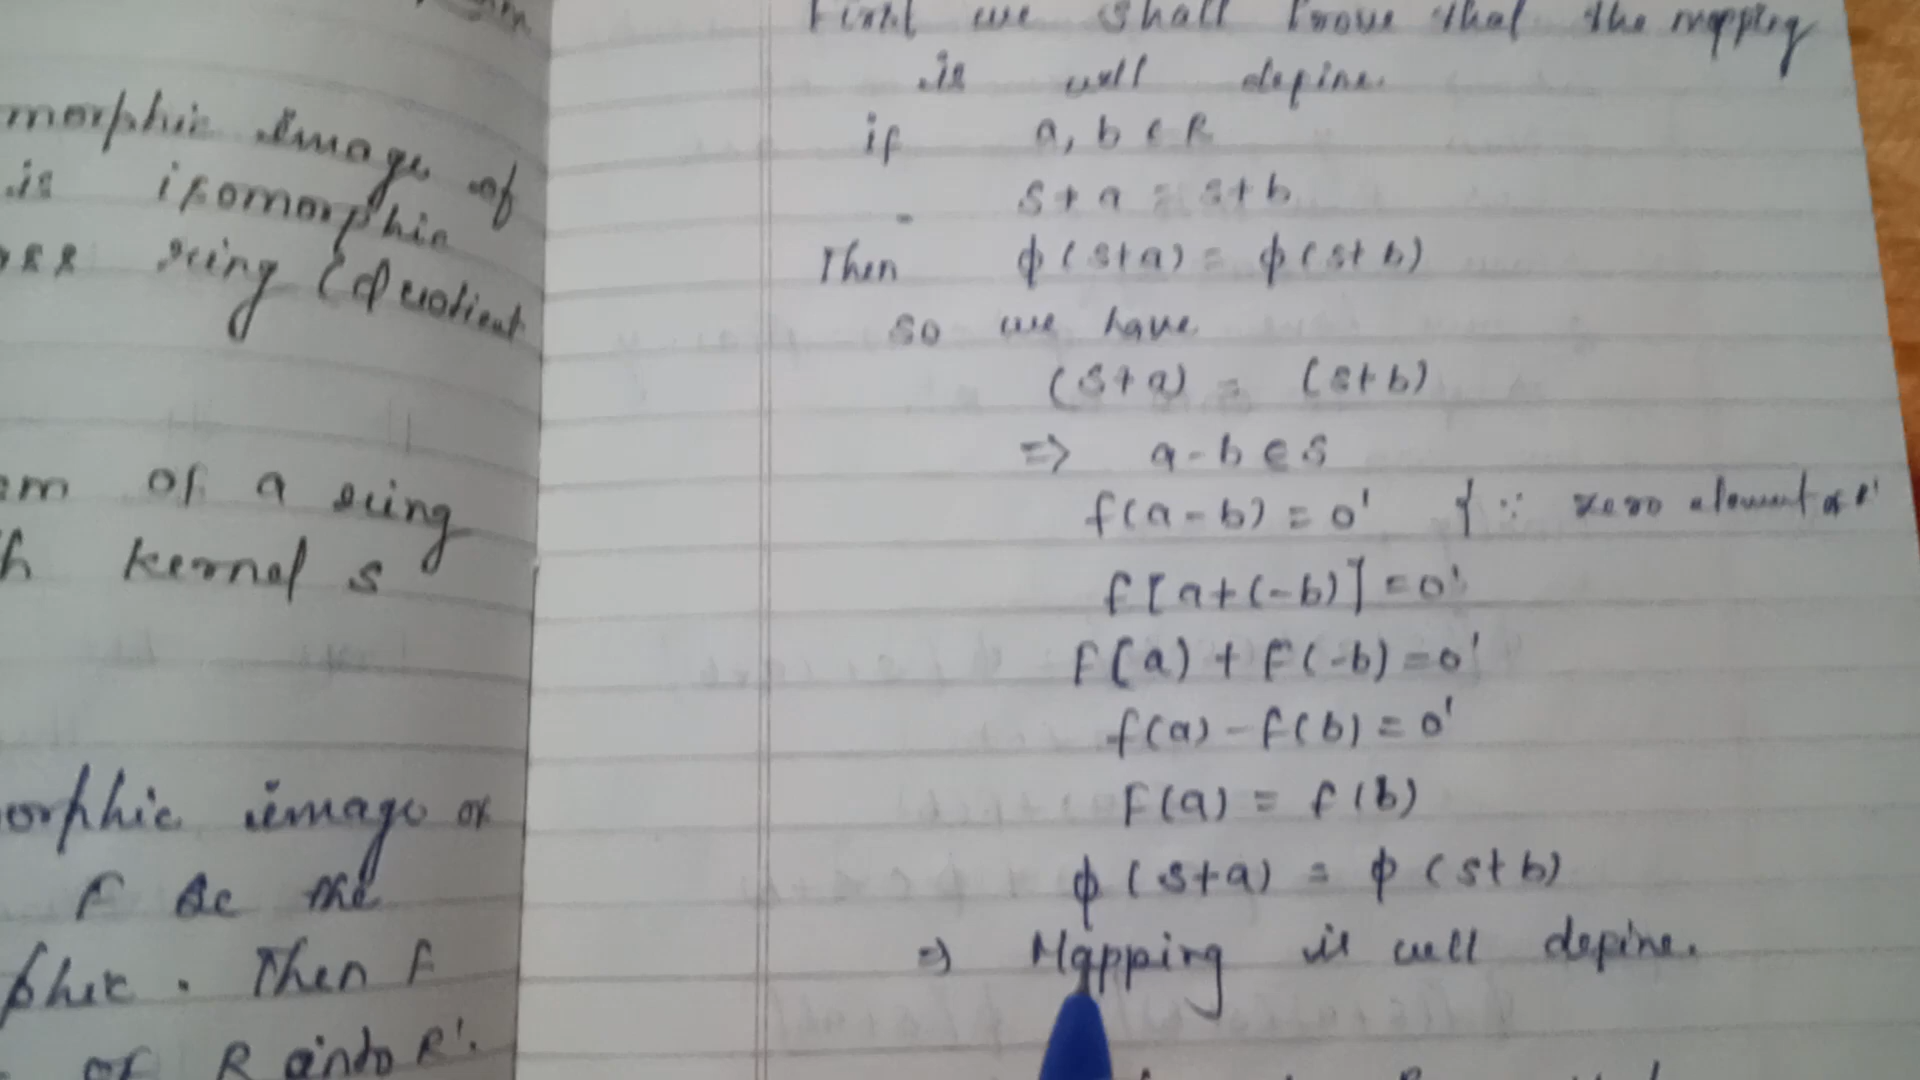 morphic image of
is isomorphic
ring (Quotient
of a ring
kernel s
orphic image of
F be the
phic. Then f
of R into R'.
First we shall Prove that the mapping
is well define.
if a, b ∈ R
s + a = s + b
Then ϕ (s+a) = ϕ (s+b)
so we have
(s+a) = (s+b)
=> a-b ∈ s
f(a-b) = 0' { ∵ zero element of R'
f[a+(-b)] = 0'
F(a) + F(-b) = 0'
f(a) - f(b) = 0'
F(a) = f(b)
ϕ (s+a) = ϕ (s+b)
=> Mapping is well define.